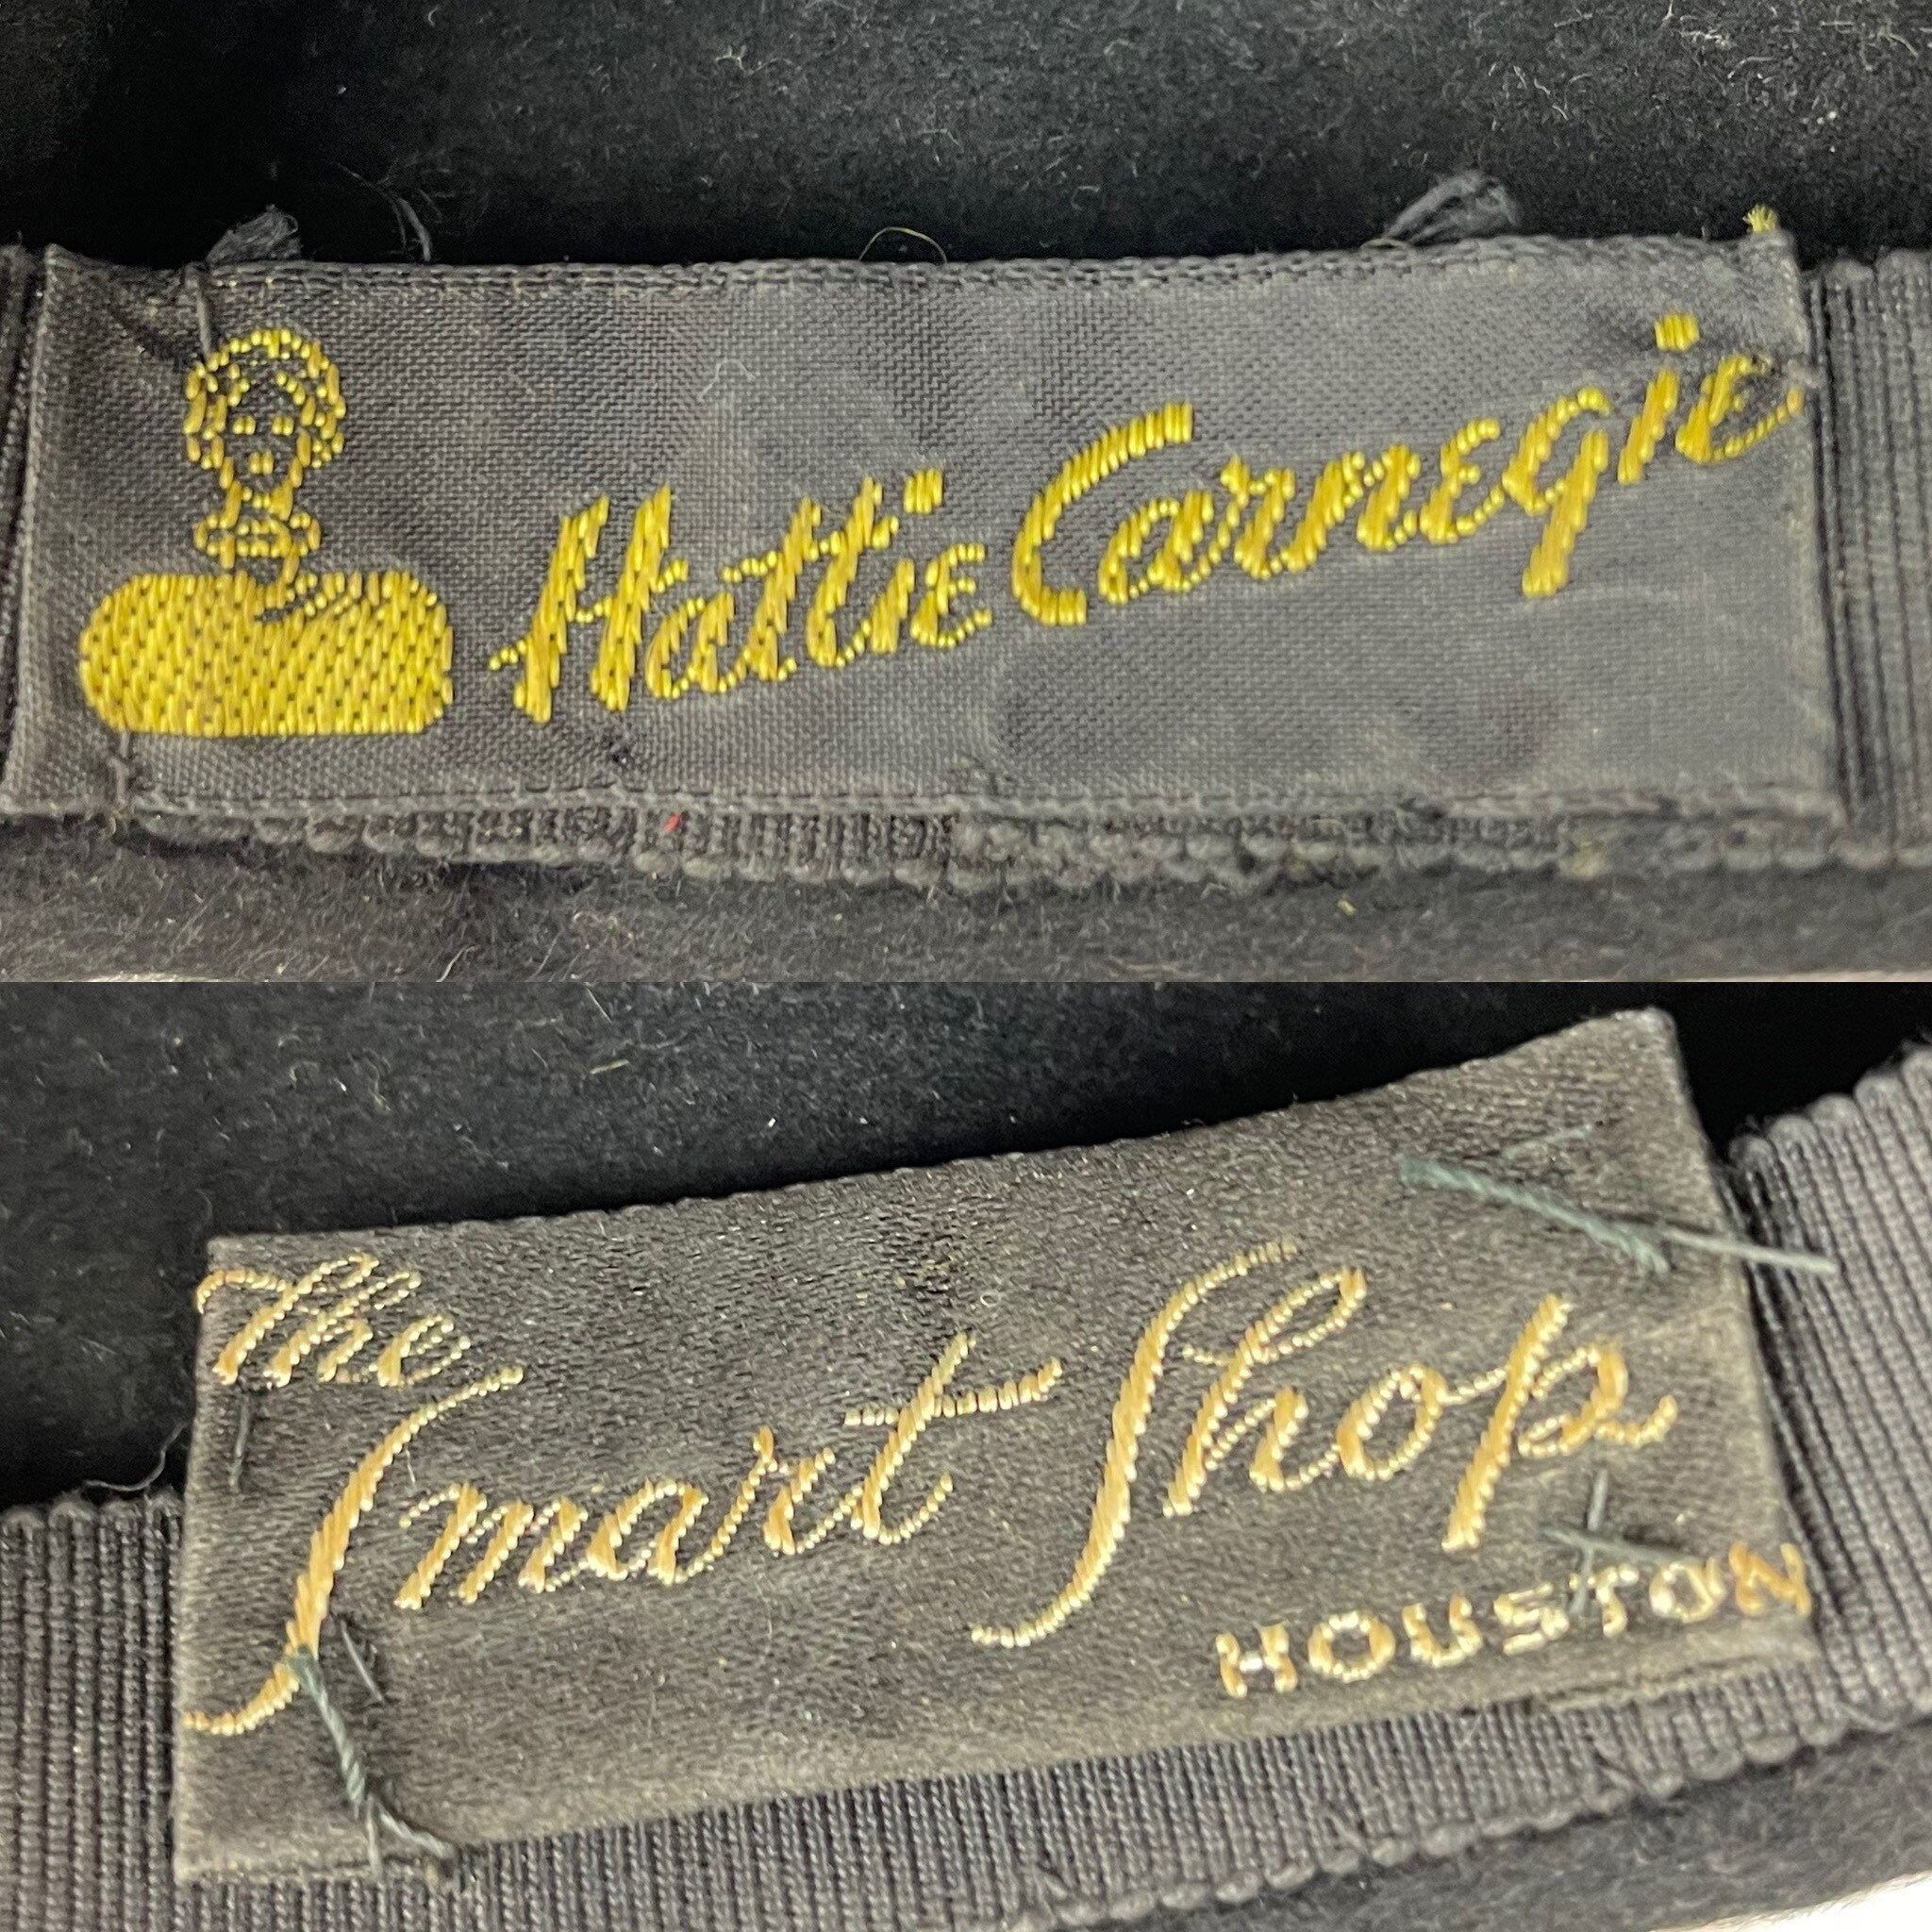 Hattie Carnegie
The
Smart Shop
HOUSTON